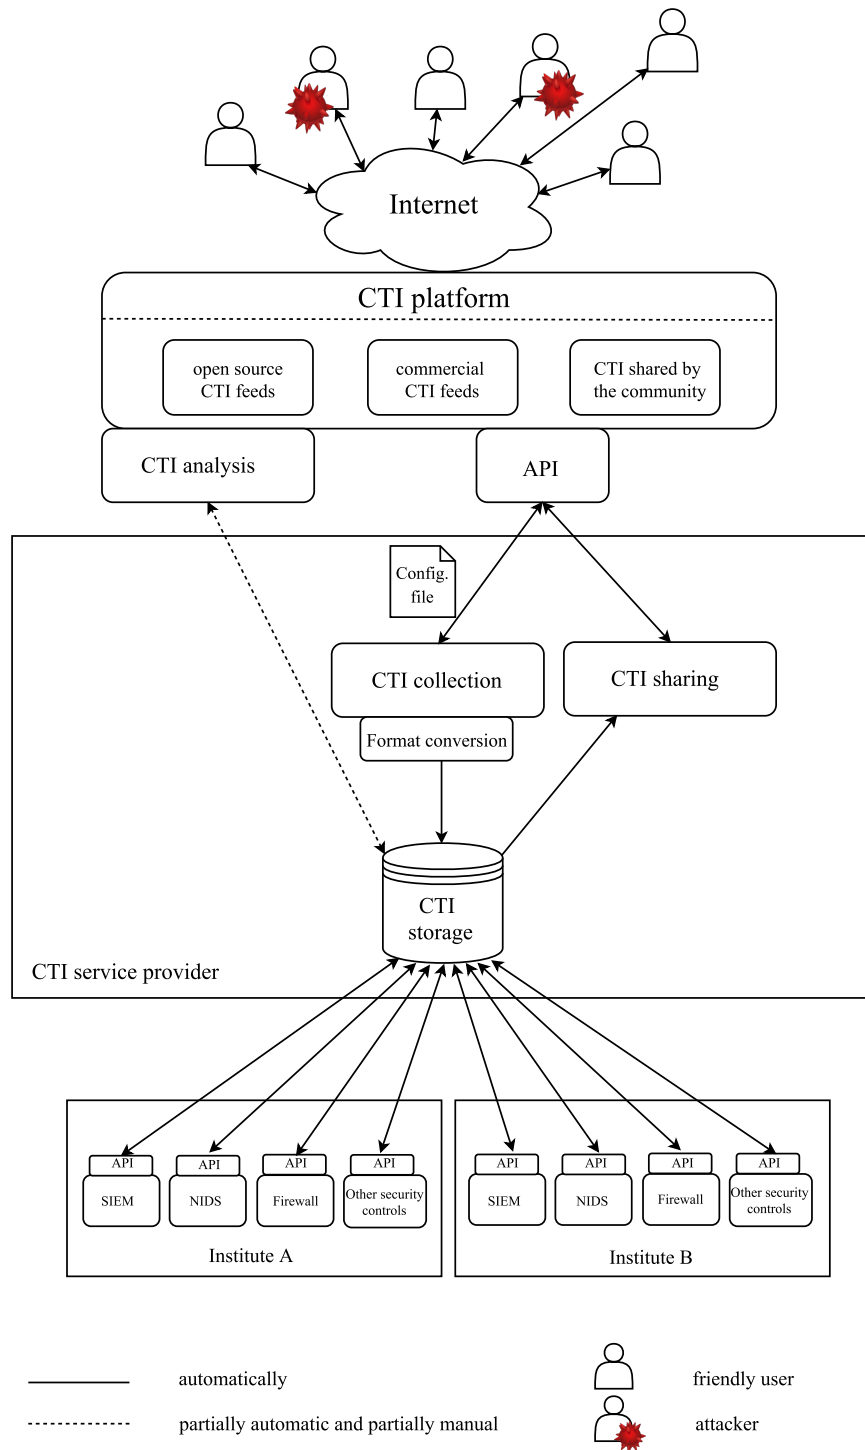 Internet
CTI platform
open source
CTI feeds
commercial
CTI feeds
CTI shared by
the community
CTI analysis
API
Config.
file
CTI collection
CTI sharing
Format conversion
CTI
storage
CTI service provider
API
API
API
API
SIEM
NIDS
Firewall
Other security
controls
Institute A
API
API
API
API
SIEM
NIDS
Firewall
Other security
controls
Institute B
automatically
friendly user
partially automatic and partially manual
attacker